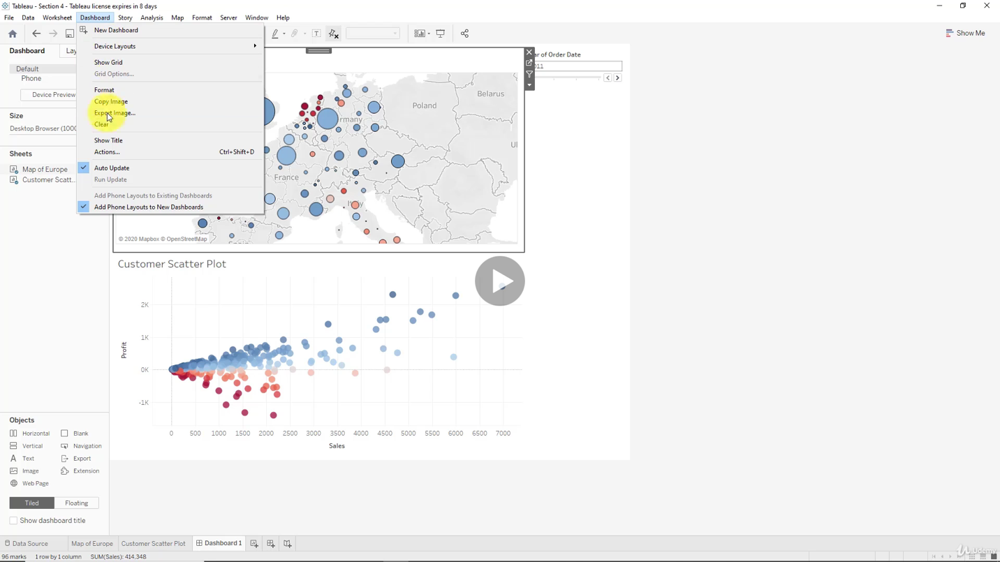 Tableau - Section 4 - Tableau license expires in 8 days
File Data Worksheet Dashboard Story Analysis Map Format Server Window Help
Show Me
Dashboard
Default
Phone
Device Preview
Size
Desktop Browser (1000
Sheets
Map of Europe
Customer Scatt...
New Dashboard
Device Layouts
Show Grid
Grid Options...
Format
Copy Image
Export Image...
Clear
Show Title
Actions... Ctrl+Shift+D
Auto Update
Run Update
Add Phone Layouts to Existing Dashboards
Add Phone Layouts to New Dashboards
Belarus
Poland
France
Italy
© 2020 Mapbox © OpenStreetMap
ar of Order Date
Customer Scatter Plot
Profit
2K
1K
0K
-1K
0 500 1000 1500 2000 2500 3000 3500 4000 4500 5000 5500 6000 6500 7000
Sales
Objects
Horizontal Blank
Vertical Navigation
Text Export
Image Extension
Web Page
Tiled Floating
Show dashboard title
Data Source Map of Europe Customer Scatter Plot Dashboard 1
96 marks 1 row by 1 column SUM(Sales): 414,348
Udemy